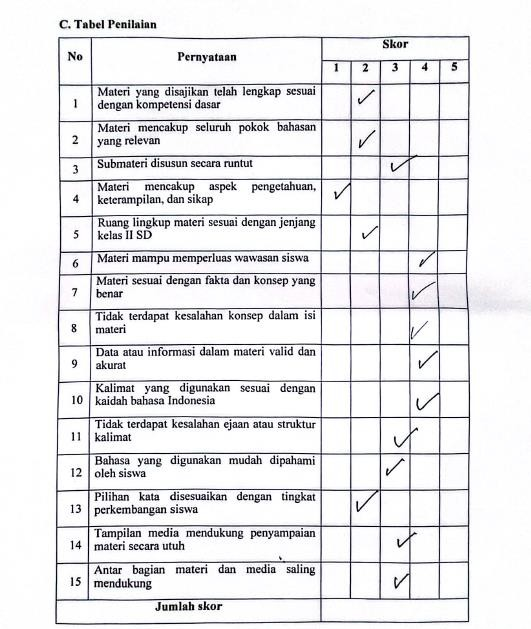 C. Tabel Penilaian
No Pernyataan Skor
1 2 3 4 5
1 Materi yang disajikan telah lengkap sesuai
dengan kompetensi dasar ✓
2 Materi mencakup seluruh pokok bahasan
yang relevan ✓
3 Submateri disusun secara runtut ✓
4 Materi mencakup aspek pengetahuan,
keterampilan, dan sikap ✓
5 Ruang lingkup materi sesuai dengan jenjang
kelas II SD ✓
6 Materi mampu memperluas wawasan siswa ✓
7 Materi sesuai dengan fakta dan konsep yang
benar ✓
8 Tidak terdapat kesalahan konsep dalam isi
materi ✓
9 Data atau informasi dalam materi valid dan
akurat ✓
10 Kalimat yang digunakan sesuai dengan
kaidah bahasa Indonesia ✓
11 Tidak terdapat kesalahan ejaan atau struktur
kalimat ✓
12 Bahasa yang digunakan mudah dipahami
oleh siswa ✓
13 Pilihan kata disesuaikan dengan tingkat
perkembangan siswa ✓
14 Tampilan media mendukung penyampaian
materi secara utuh ✓
15 Antar bagian materi dan media saling
mendukung ✓
Jumlah skor